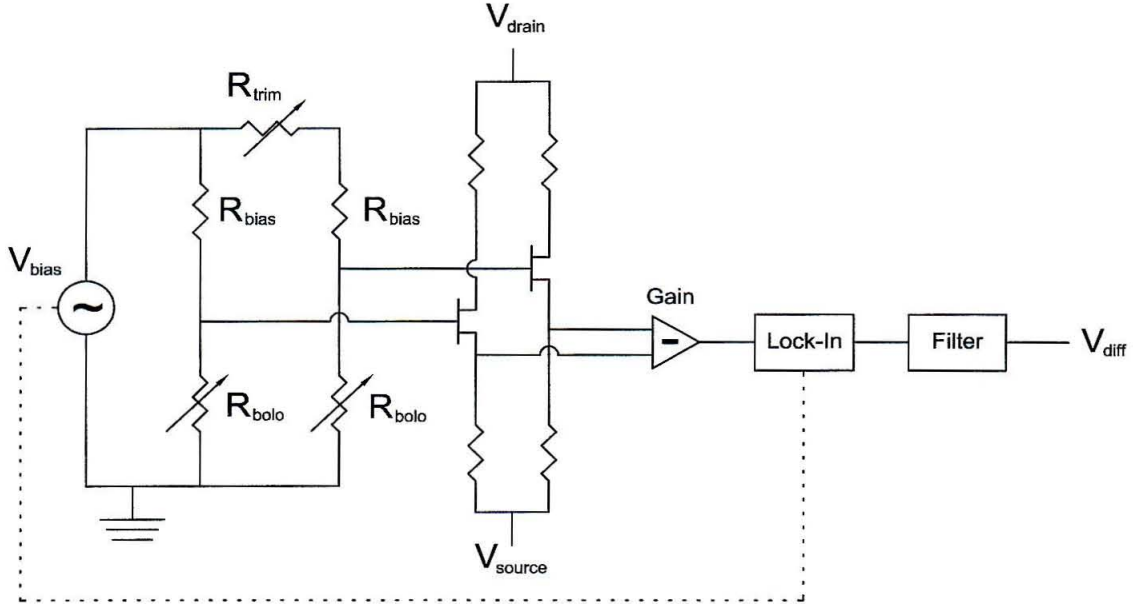 V_drain
R_trim
R_bias
R_bias
V_bias
Gain
Lock-In
Filter
V_diff
R_bolo
R_bolo
V_source